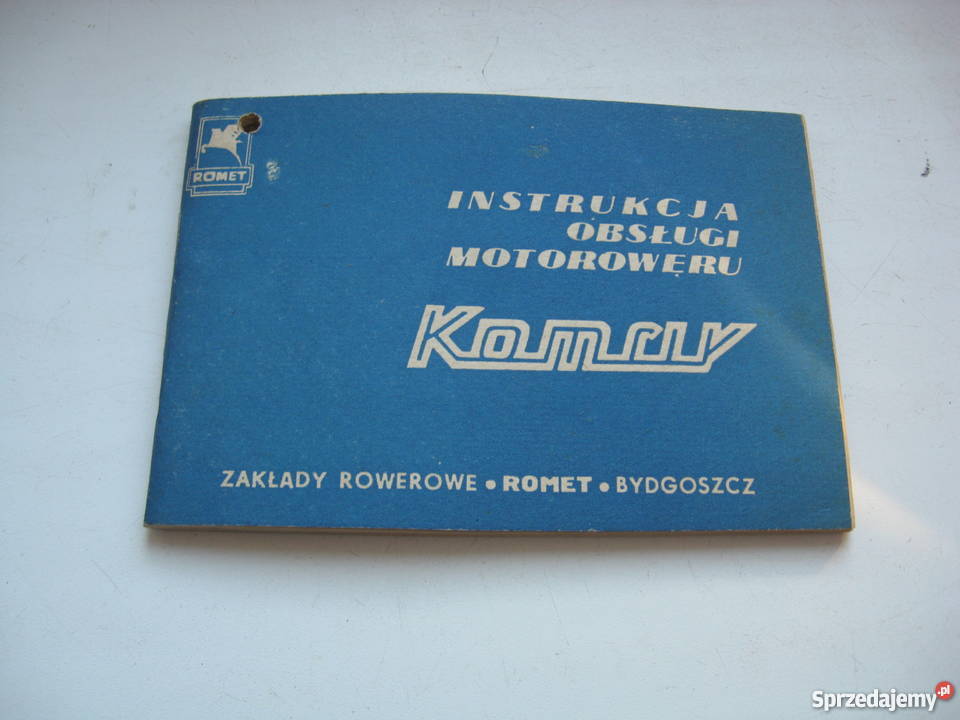 ROMET
INSTRUKCJA
OBSŁUGI
MOTOROWERU
Komar
ZAKŁADY ROWEROWE • ROMET • BYDGOSZCZ
Sprzedajemy.pl